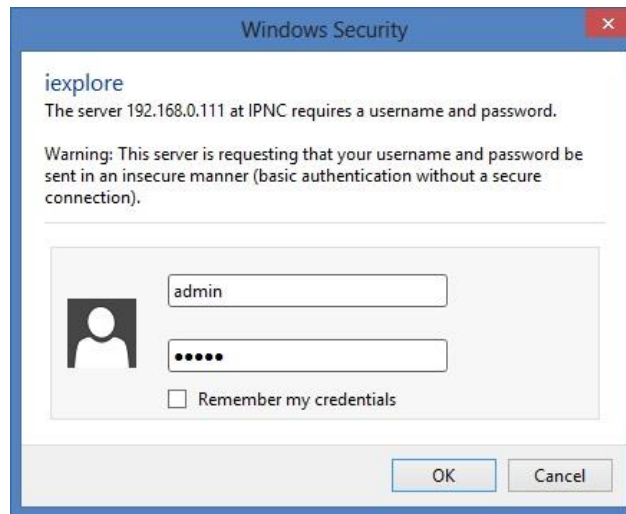 Windows Security
iexplore
The server 192.168.0.111 at IPNC requires a username and password.
Warning: This server is requesting that your username and password be
sent in an insecure manner (basic authentication without a secure
connection).
admin
●●●●●
Remember my credentials
OK
Cancel